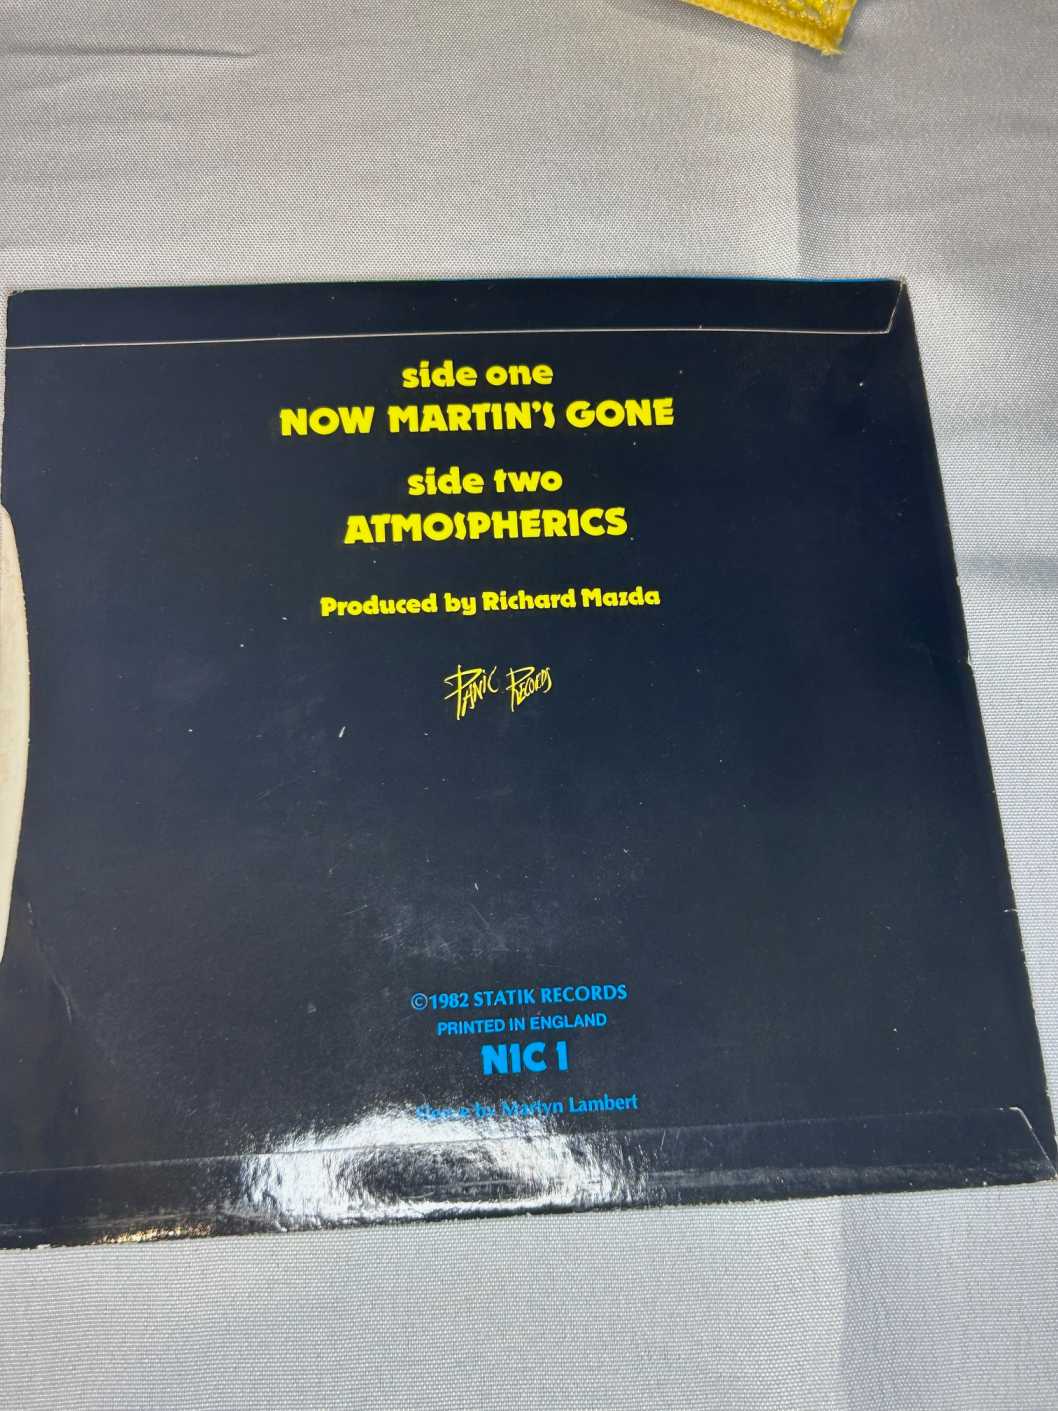 side one
NOW MARTIN'S GONE
side two
ATMOSPHERICS
Produced by Richard Mazda
PANIC RECORDS
©1982 STATIK RECORDS
PRINTED IN ENGLAND
NIC 1
Sleeve by Martyn Lambert